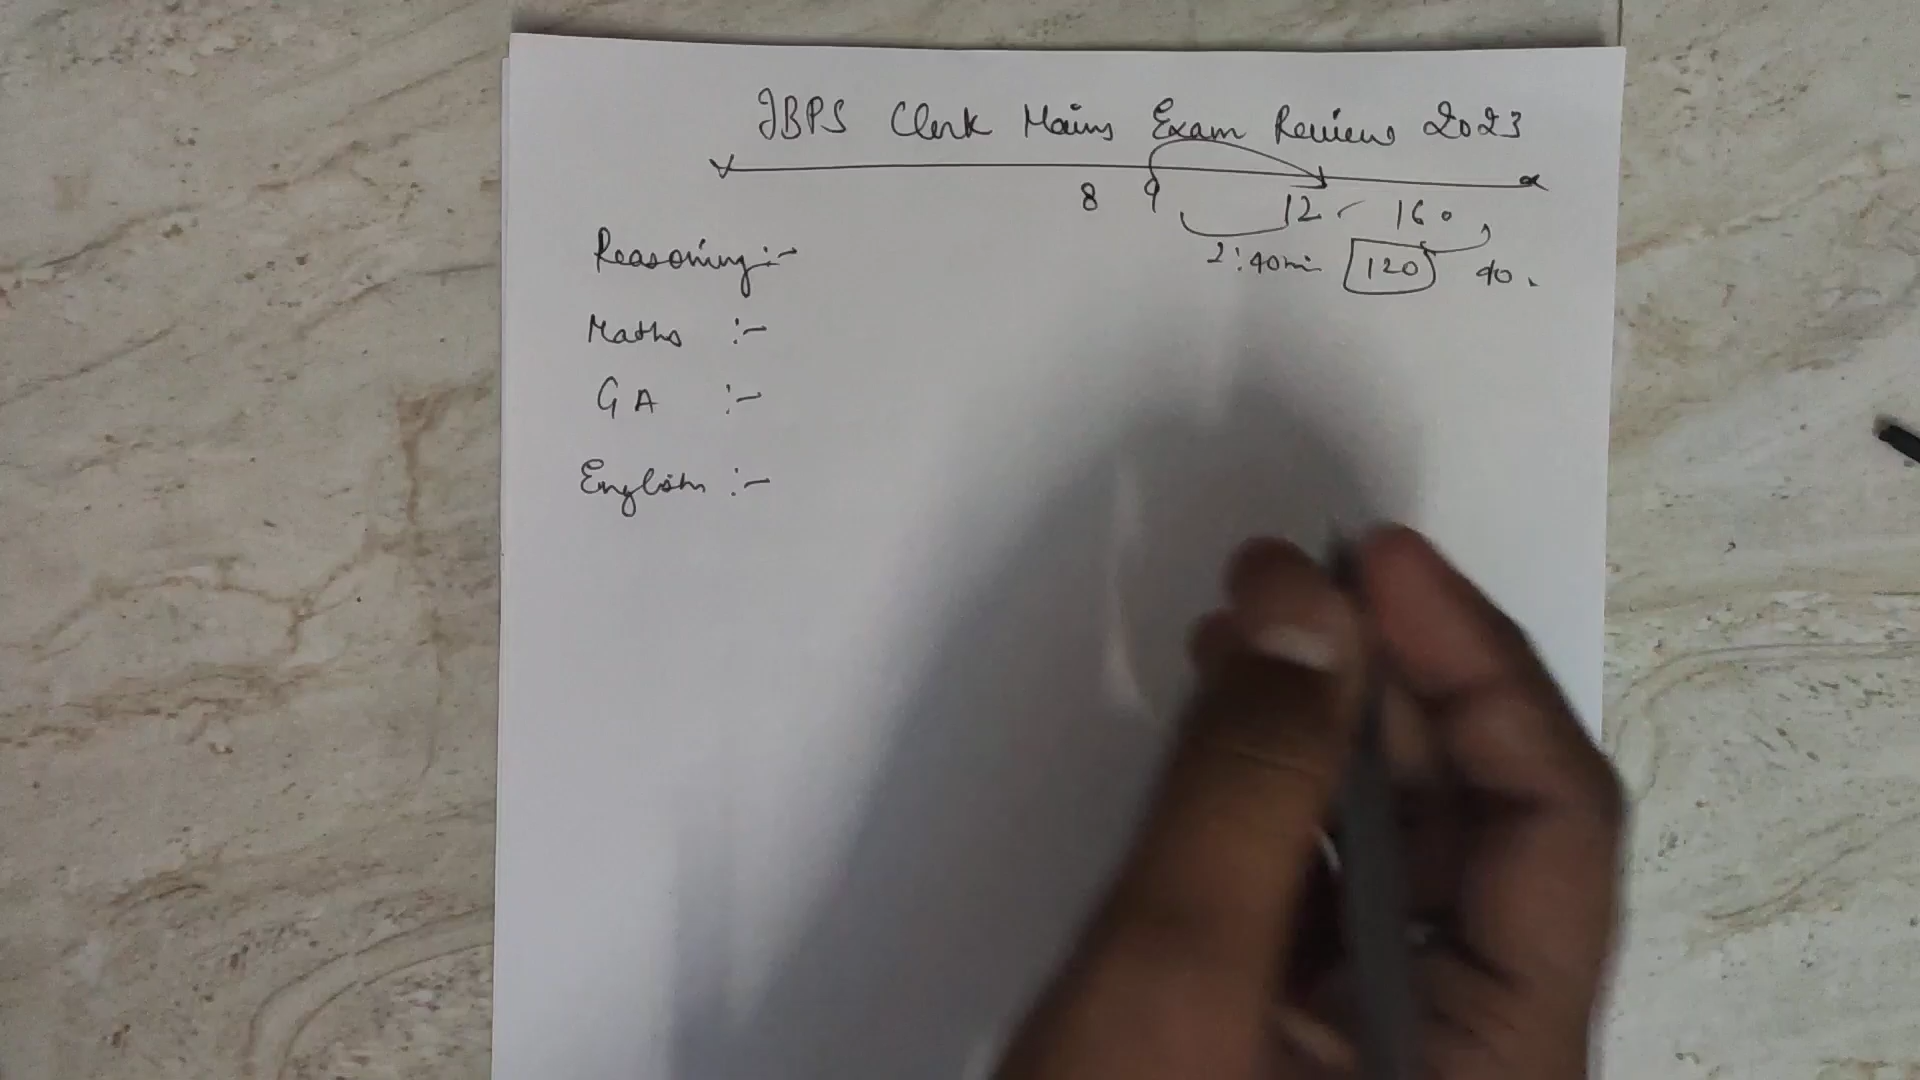 IBPS Clerk Mains Exam Review 2023
8 9 12 160
Reasoning :-
2:40min 120 40.
Maths :-
GA :-
English :-